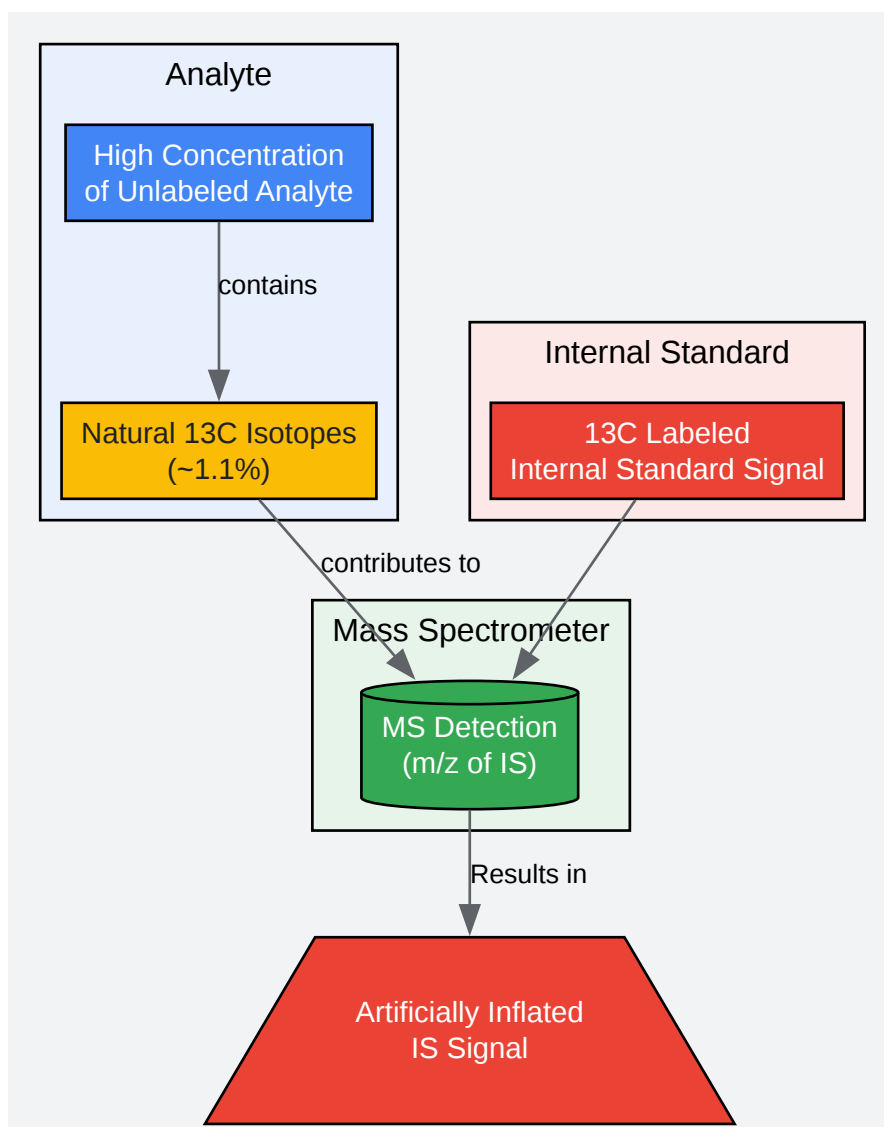 Analyte
High Concentration
of Unlabeled Analyte
contains
Internal Standard
Natural 13C Isotopes
(~1.1%)
13C Labeled
Internal Standard Signal
contributes to
Mass Spectrometer
MS Detection
(m/z of IS)
Results in
Artificially Inflated
IS Signal